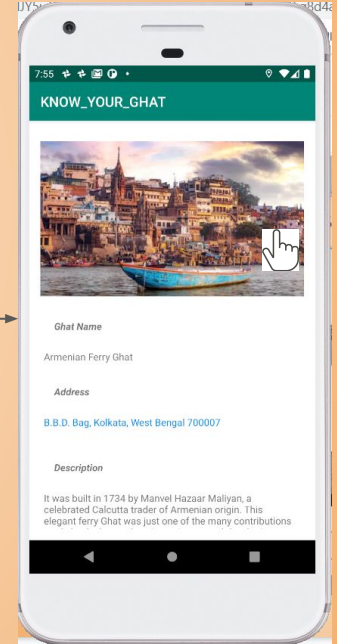 7:55
KNOW_YOUR_GHAT
Ghat Name
Armenian Ferry Ghat
Address
B.B.D. Bag, Kolkata, West Bengal 700007
Description
It was built in 1734 by Manvel Hazaar Maliyan, a
celebrated Calcutta trader of Armenian origin. This
elegant ferry Ghat was just one of the many contributions